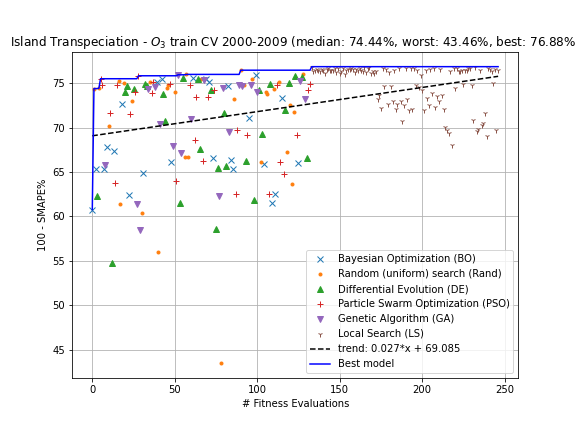 Island Transpeciation - O3 train CV 2000-2009 (median: 74.44%, worst: 43.46%, best: 76.88%
100 - SMAPE%
75
70
65
60
55
50
45
0 50 100 150 200 250
# Fitness Evaluations
Bayesian Optimization (BO)
Random (uniform) search (Rand)
Differential Evolution (DE)
Particle Swarm Optimization (PSO)
Genetic Algorithm (GA)
Local Search (LS)
trend: 0.027*x + 69.085
Best model